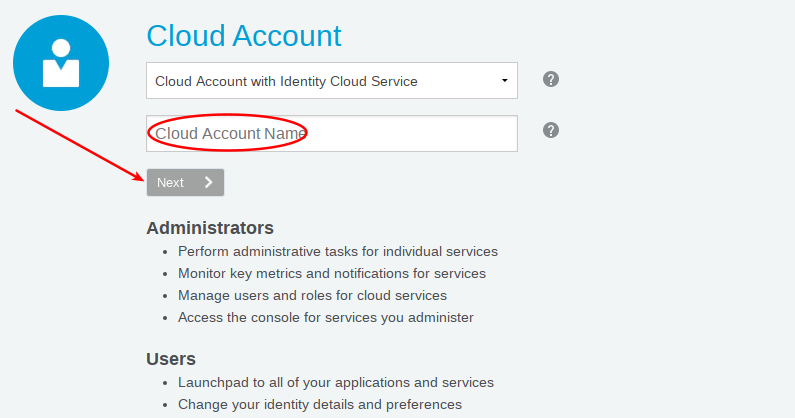 Cloud Account
Cloud Account with Identity Cloud Service
?
Cloud Account Name
?
Next
Administrators
• Perform administrative tasks for individual services
• Monitor key metrics and notifications for services
• Manage users and roles for cloud services
• Access the console for services you administer
Users
• Launchpad to all of your applications and services
• Change your identity details and preferences